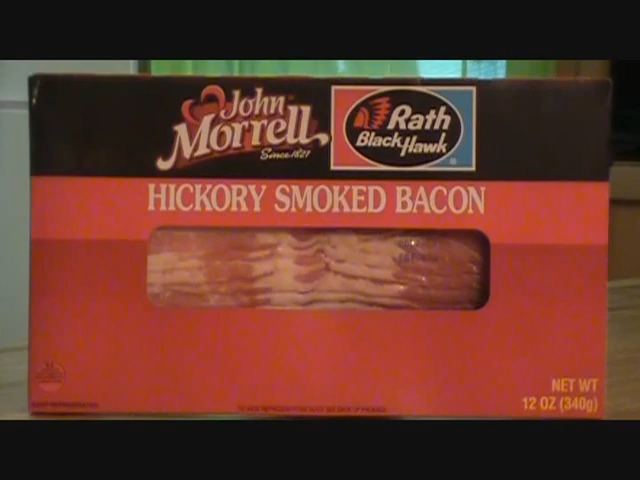 John
Morrell
Since 1827
Rath
Black Hawk
®
HICKORY SMOKED BACON
NET WT
12 OZ (340g)